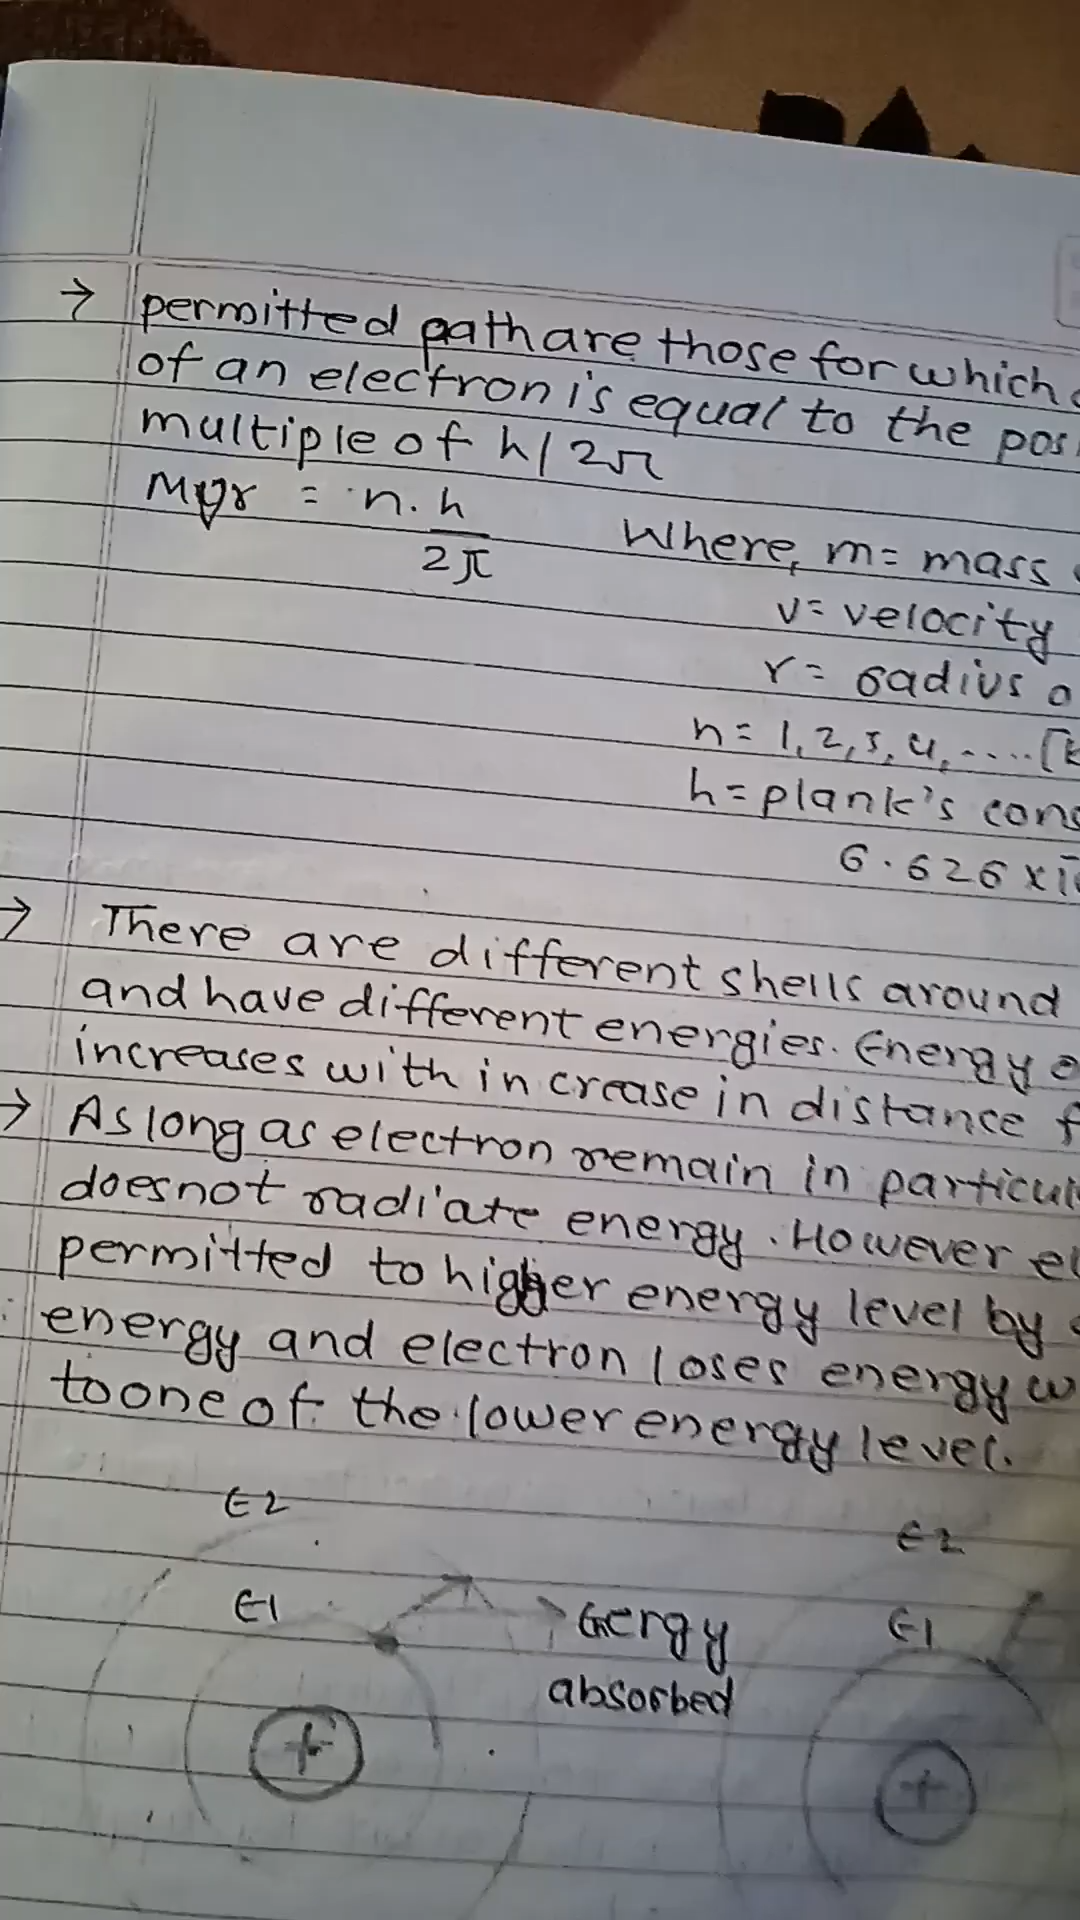 → permitted path are those for which
of an electron is equal to the
multiple of h/2π
mvr = n. h
2π
Where, m= mass
v= velocity
r= radius
n= 1, 2, 3, 4, ....
h= plank's
6.626 x
→ There are different shells around
and have different energies. Energy
increases with increase in distance
→ As long as electron remain in
doesnot radiate energy. However
permitted to higher energy level by
energy and electron loses energy
to one of the lower energy level.
E2
E2
E1
E1
absorbed
+
+